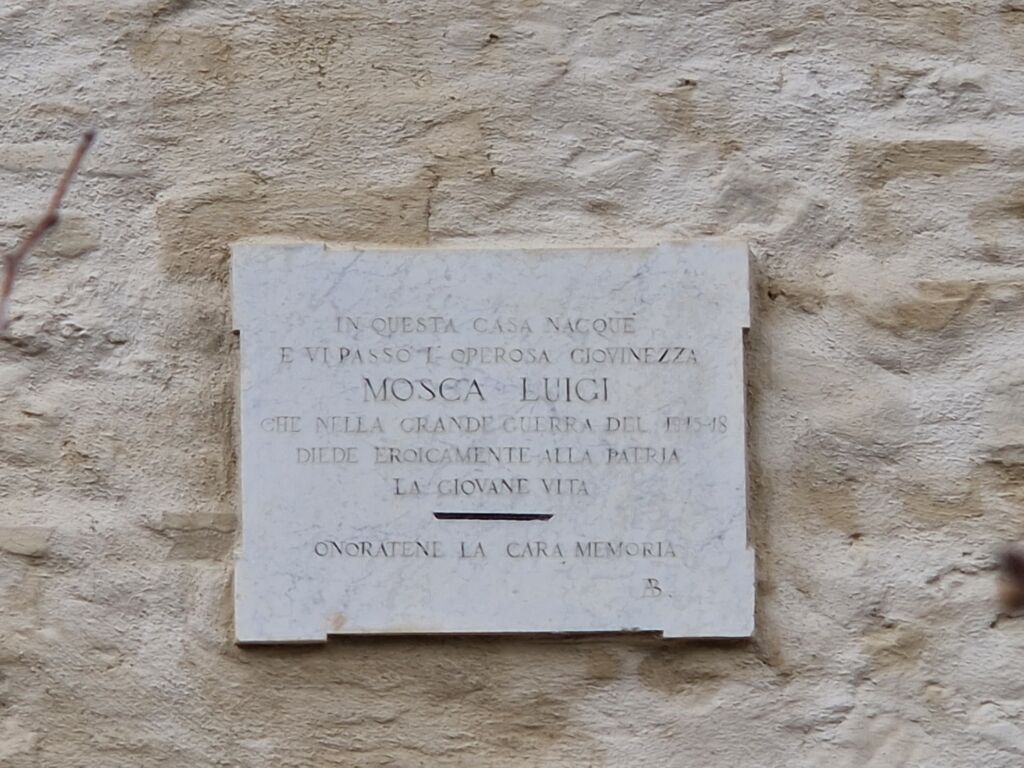 IN QUESTA CASA NACQUE
E VI PASSÒ L'OPEROSA GIOVINEZZA
MOSCA LUIGI
CHE NELLA GRANDE GUERRA DEL 1915-18
DIEDE EROICAMENTE ALLA PATRIA
LA GIOVANE VITA
ONORATENE LA CARA MEMORIA
AB.